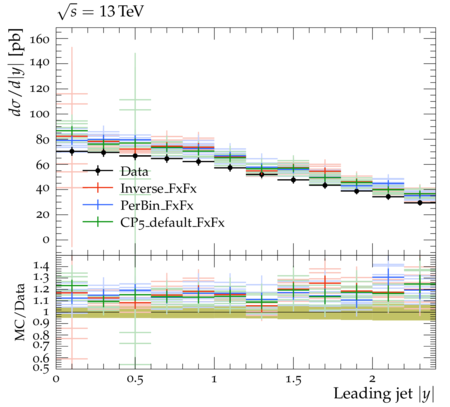 √s = 13 TeV
dσ/d|y| [pb]
160
140
120
100
80
60
40
20
0
Data
Inverse_FxFx
PerBin_FxFx
CP5_default_FxFx
MC/Data
1.4
1.3
1.2
1.1
1
0.9
0.8
0.7
0.6
0.5
0 0.5 1 1.5 2
Leading jet |y|